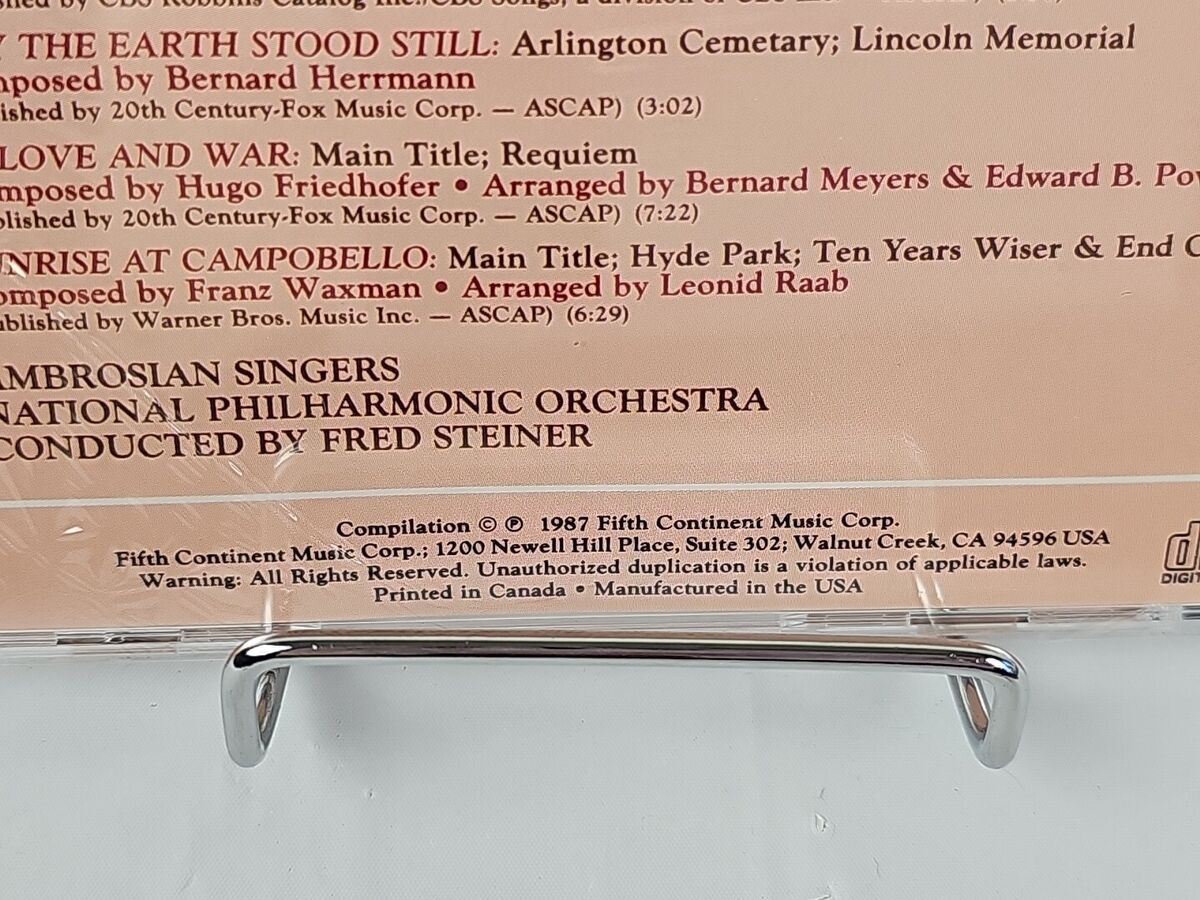 Y THE EARTH STOOD STILL: Arlington Cemetary; Lincoln Memorial
mposed by Bernard Herrmann
ished by 20th Century-Fox Music Corp. — ASCAP) (3:02)
LOVE AND WAR: Main Title; Requiem
mposed by Hugo Friedhofer • Arranged by Bernard Meyers & Edward B. Pow
blished by 20th Century-Fox Music Corp. — ASCAP) (7:22)
UNRISE AT CAMPOBELLO: Main Title; Hyde Park; Ten Years Wiser & End C
omposed by Franz Waxman • Arranged by Leonid Raab
ublished by Warner Bros. Music Inc. — ASCAP) (6:29)
AMBROSIAN SINGERS
NATIONAL PHILHARMONIC ORCHESTRA
CONDUCTED BY FRED STEINER
Compilation © ℗ 1987 Fifth Continent Music Corp.
Fifth Continent Music Corp.; 1200 Newell Hill Place, Suite 302; Walnut Creek, CA 94596 USA
Warning: All Rights Reserved. Unauthorized duplication is a violation of applicable laws.
Printed in Canada • Manufactured in the USA
DIGIT